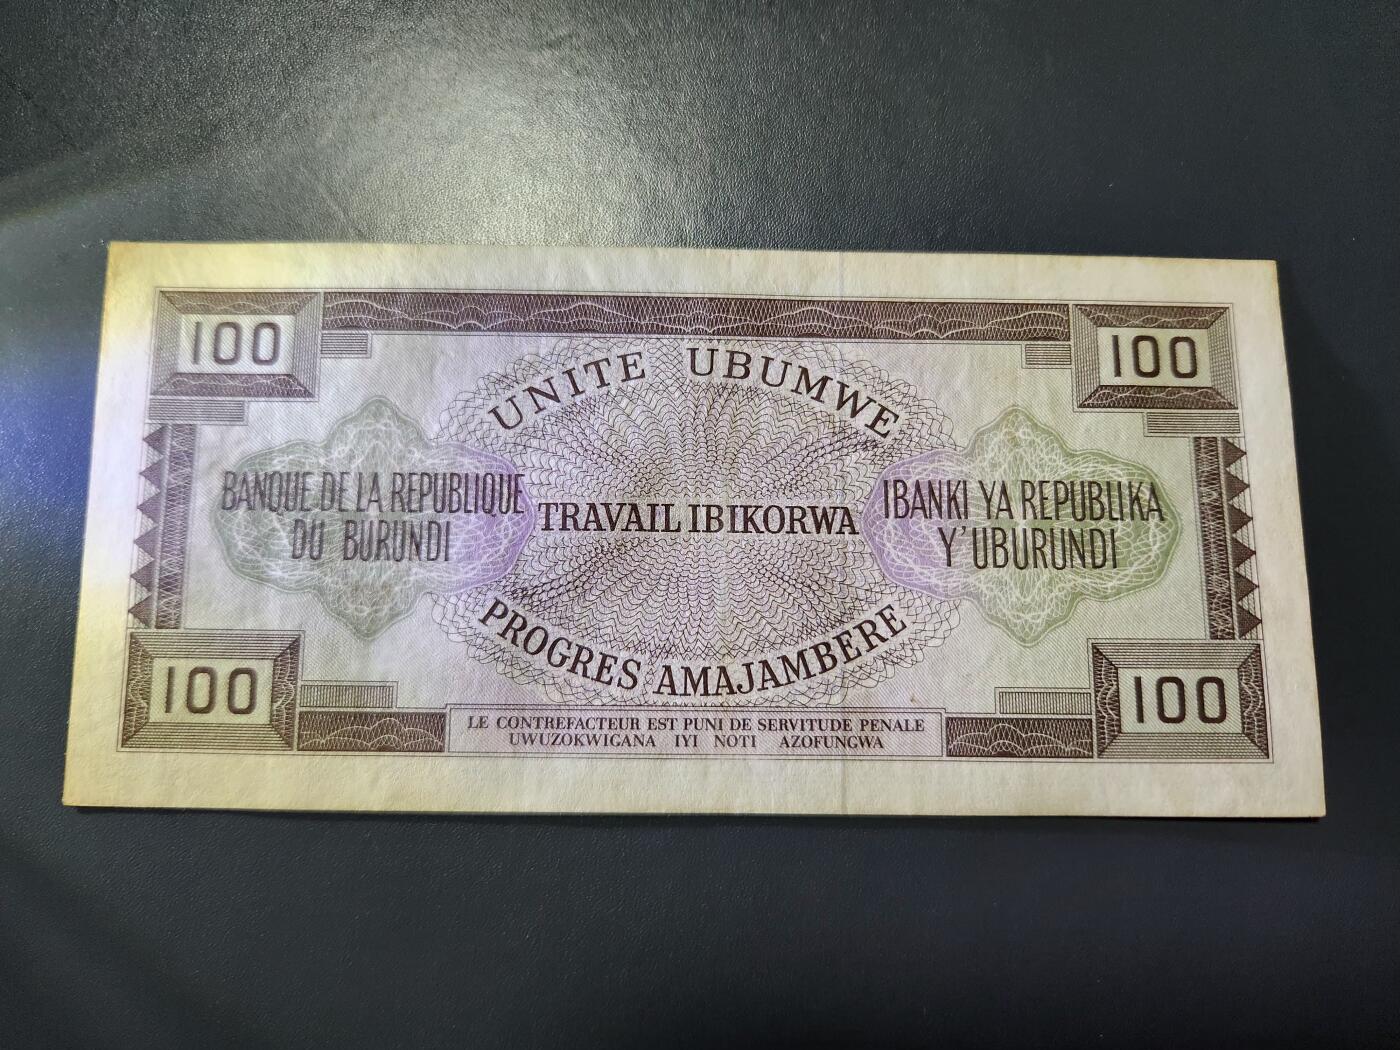 100
100
UNITE UBUMWE
BANQUE DE LA REPUBLIQUE
DU BURUNDI
TRAVAIL IBIKORWA
IBANKI YA REPUBLIKA
Y'UBURUNDI
PROGRES AMAJAMBERE
100
100
LE CONTREFACTEUR EST PUNI DE SERVITUDE PENALE
UWUZOKWIGANA IYI NOTI AZOFUNGWA